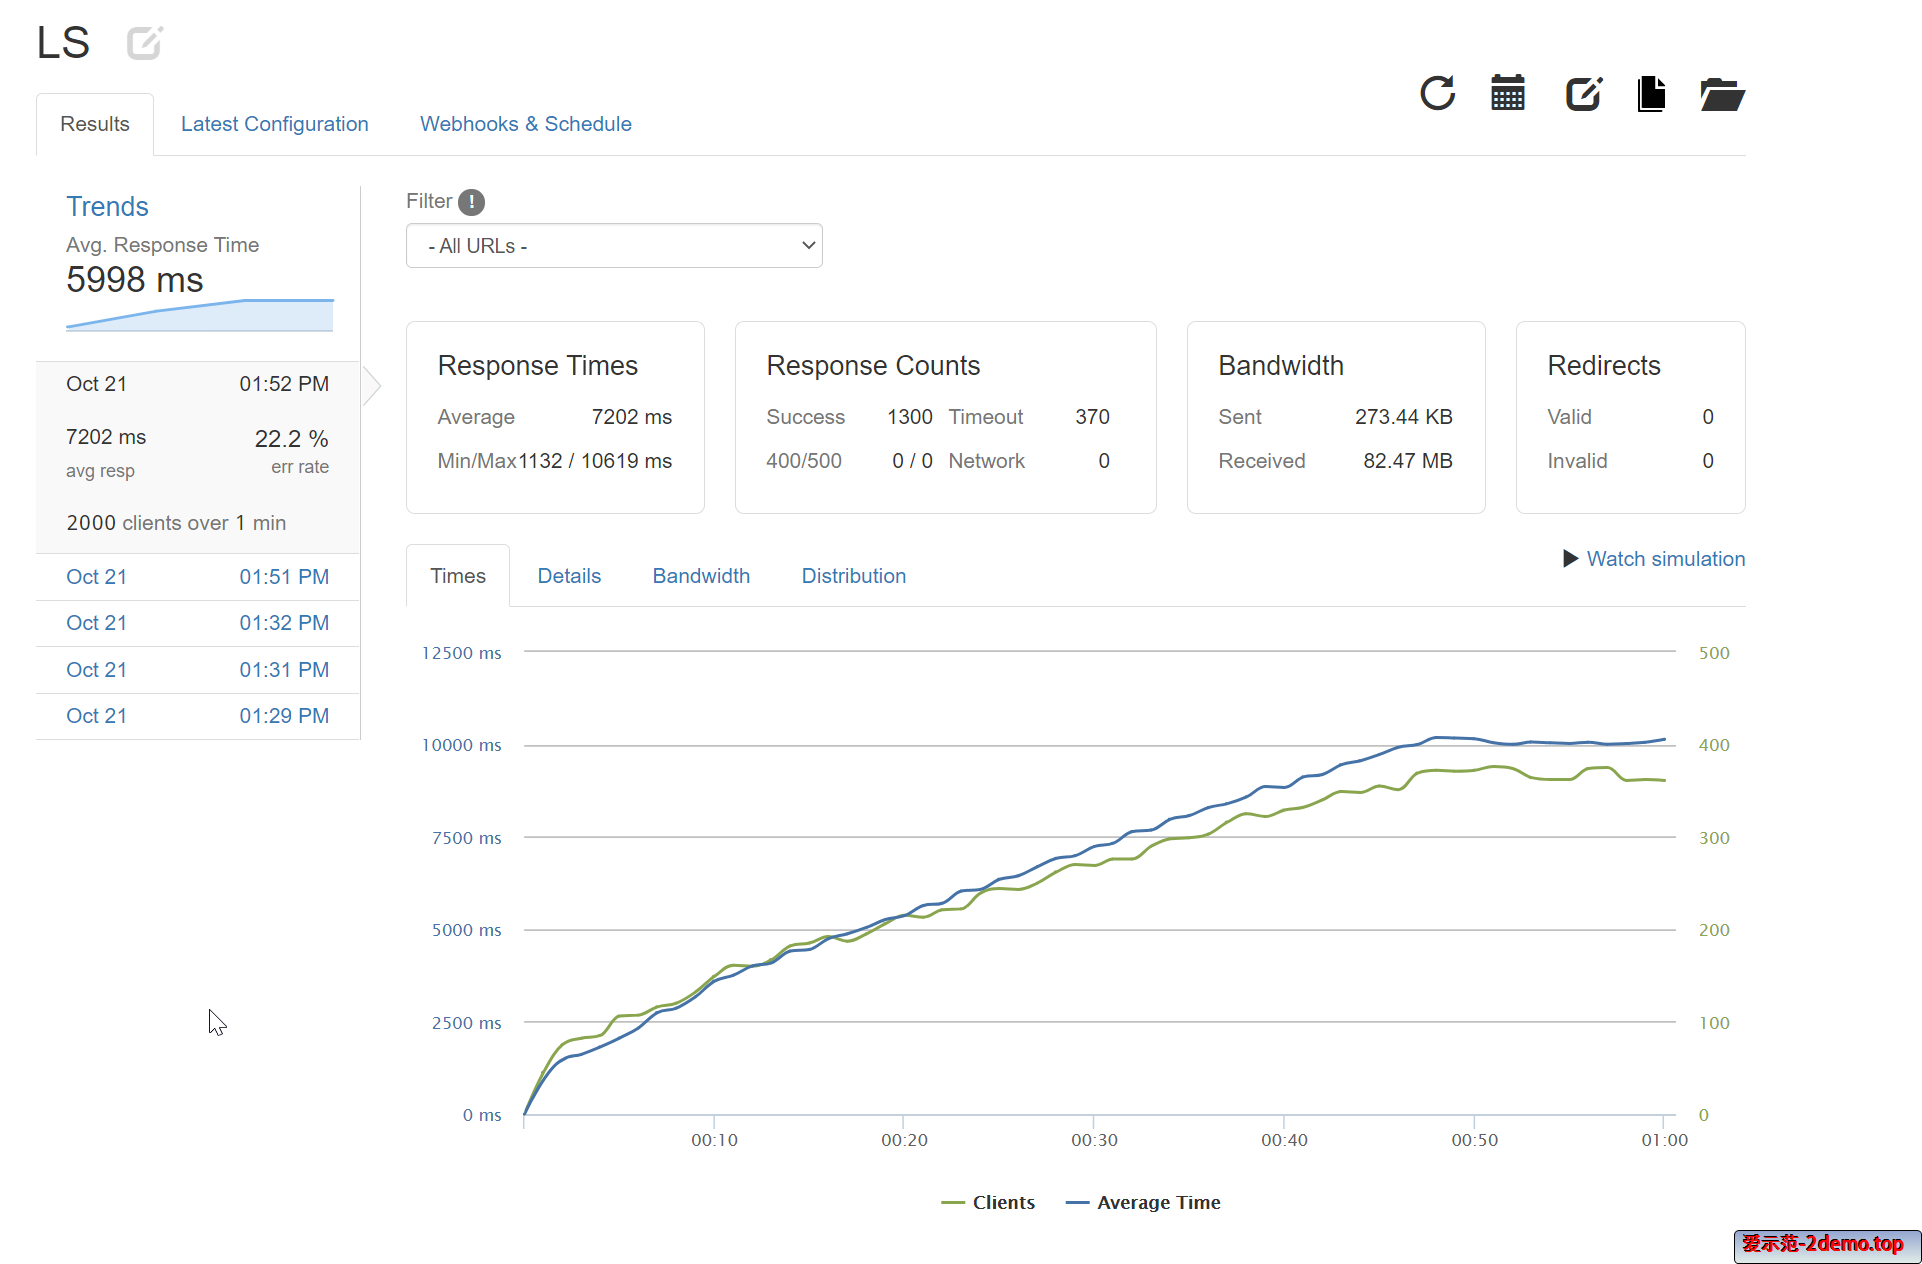 LS
Results
Latest Configuration
Webhooks & Schedule
Trends
Avg. Response Time
5998 ms
Oct 21 01:52 PM
7202 ms 22.2 %
avg resp err rate
2000 clients over 1 min
Oct 21 01:51 PM
Oct 21 01:32 PM
Oct 21 01:31 PM
Oct 21 01:29 PM
Filter !
- All URLs -
Response Times
Average 7202 ms
Min/Max 1132 / 10619 ms
Response Counts
Success 1300 Timeout 370
400/500 0 / 0 Network 0
Bandwidth
Sent 273.44 KB
Received 82.47 MB
Redirects
Valid 0
Invalid 0
Times Details Bandwidth Distribution
Watch simulation
12500 ms 500
10000 ms 400
7500 ms 300
5000 ms 200
2500 ms 100
0 ms 0
00:10 00:20 00:30 00:40 00:50 01:00
Clients Average Time
爱示范-2demo.top